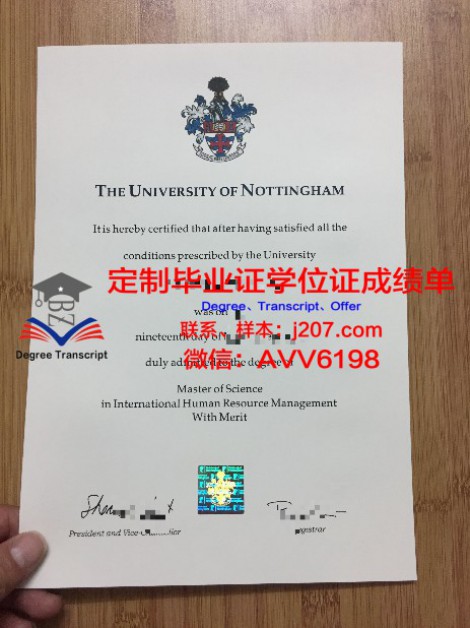 THE UNIVERSITY OF NOTTINGHAM
It is hereby certified that after having satisfied all the
conditions prescribed by the University
定制毕业证学位证成绩单
BZ
Degree、Transcript、Offer
was on
联系、样本:j207.com
nineteenth day of
Degree Transcript
微信:AVV6198
duly admitted to the degree of
Master of Science
in International Human Resource Management
With Merit
President and Vice-